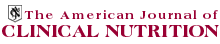 The American Journal of
CLINICAL NUTRITION